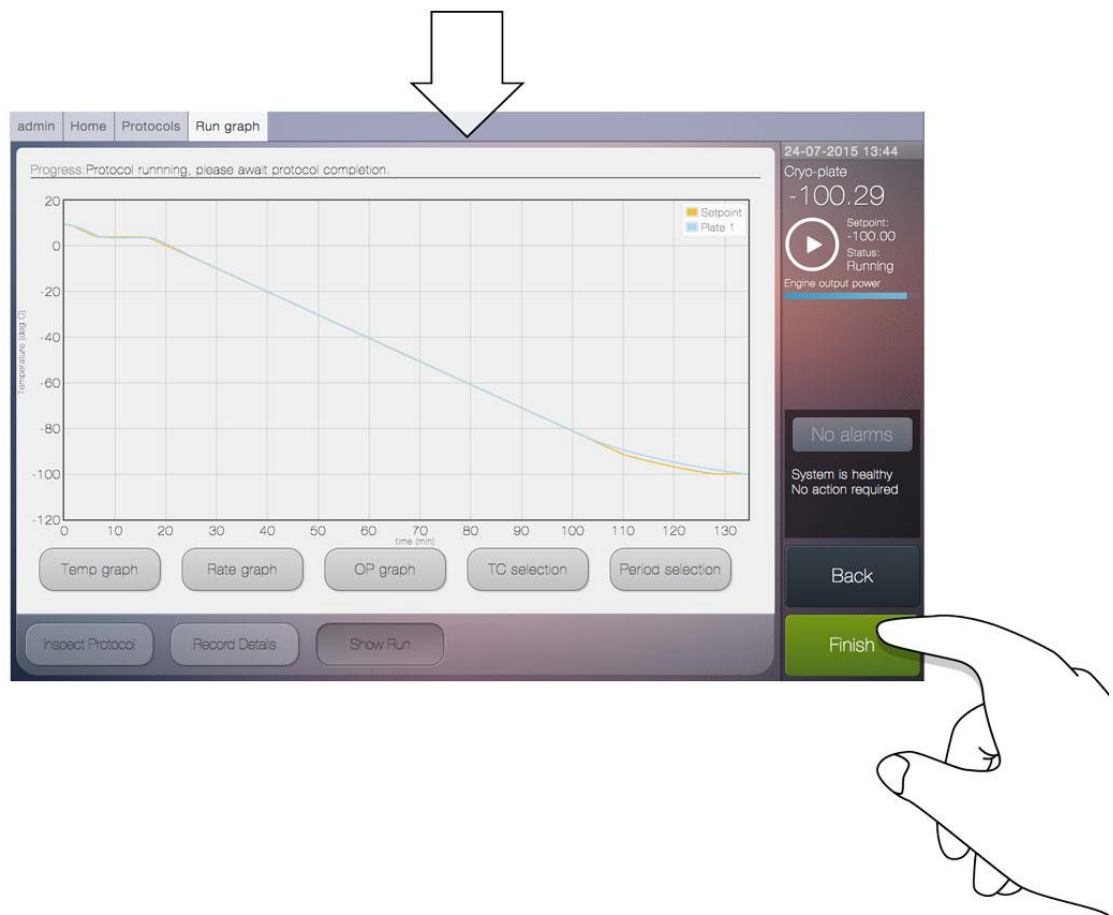 admin Home Protocols Run graph
24-07-2015 13:44
Progress:Protocol runnning, please await protocol completion.
Cryo-plate
-100.29
Setpoint:
-100.00
Status:
Running
Engine output power
Setpoint
Plate 1
Temperature (deg C)
20
0
-20
-40
-60
-80
-100
-120
0 10 20 30 40 50 60 70 80 90 100 110 120 130
time (min)
Temp graph Rate graph OP graph TC selection Period selection
Inspect Protocol Record Details Show Run
No alarms
System is healthy
No action required
Back
Finish